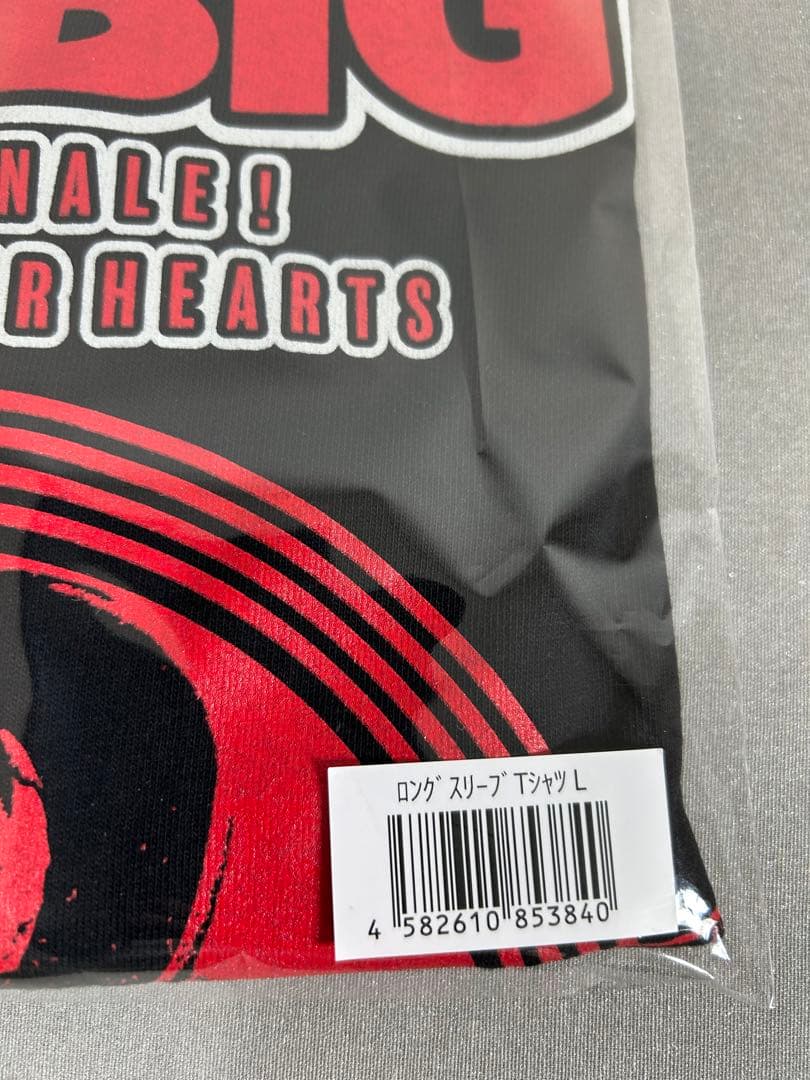 BIG
NALE!
R HEARTS
ﾛﾝｸﾞｽﾘｰﾌﾞTｼｬﾂ L
4 582610 853840